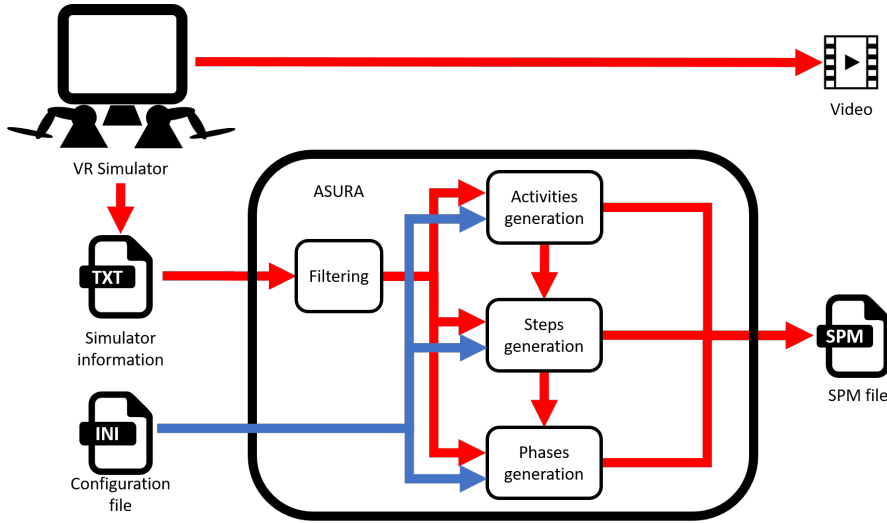 Video
VR Simulator
ASURA
Activities
generation
TXT
Filtering
Simulator
information
Steps
generation
SPM
SPM file
INI
Configuration
file
Phases
generation